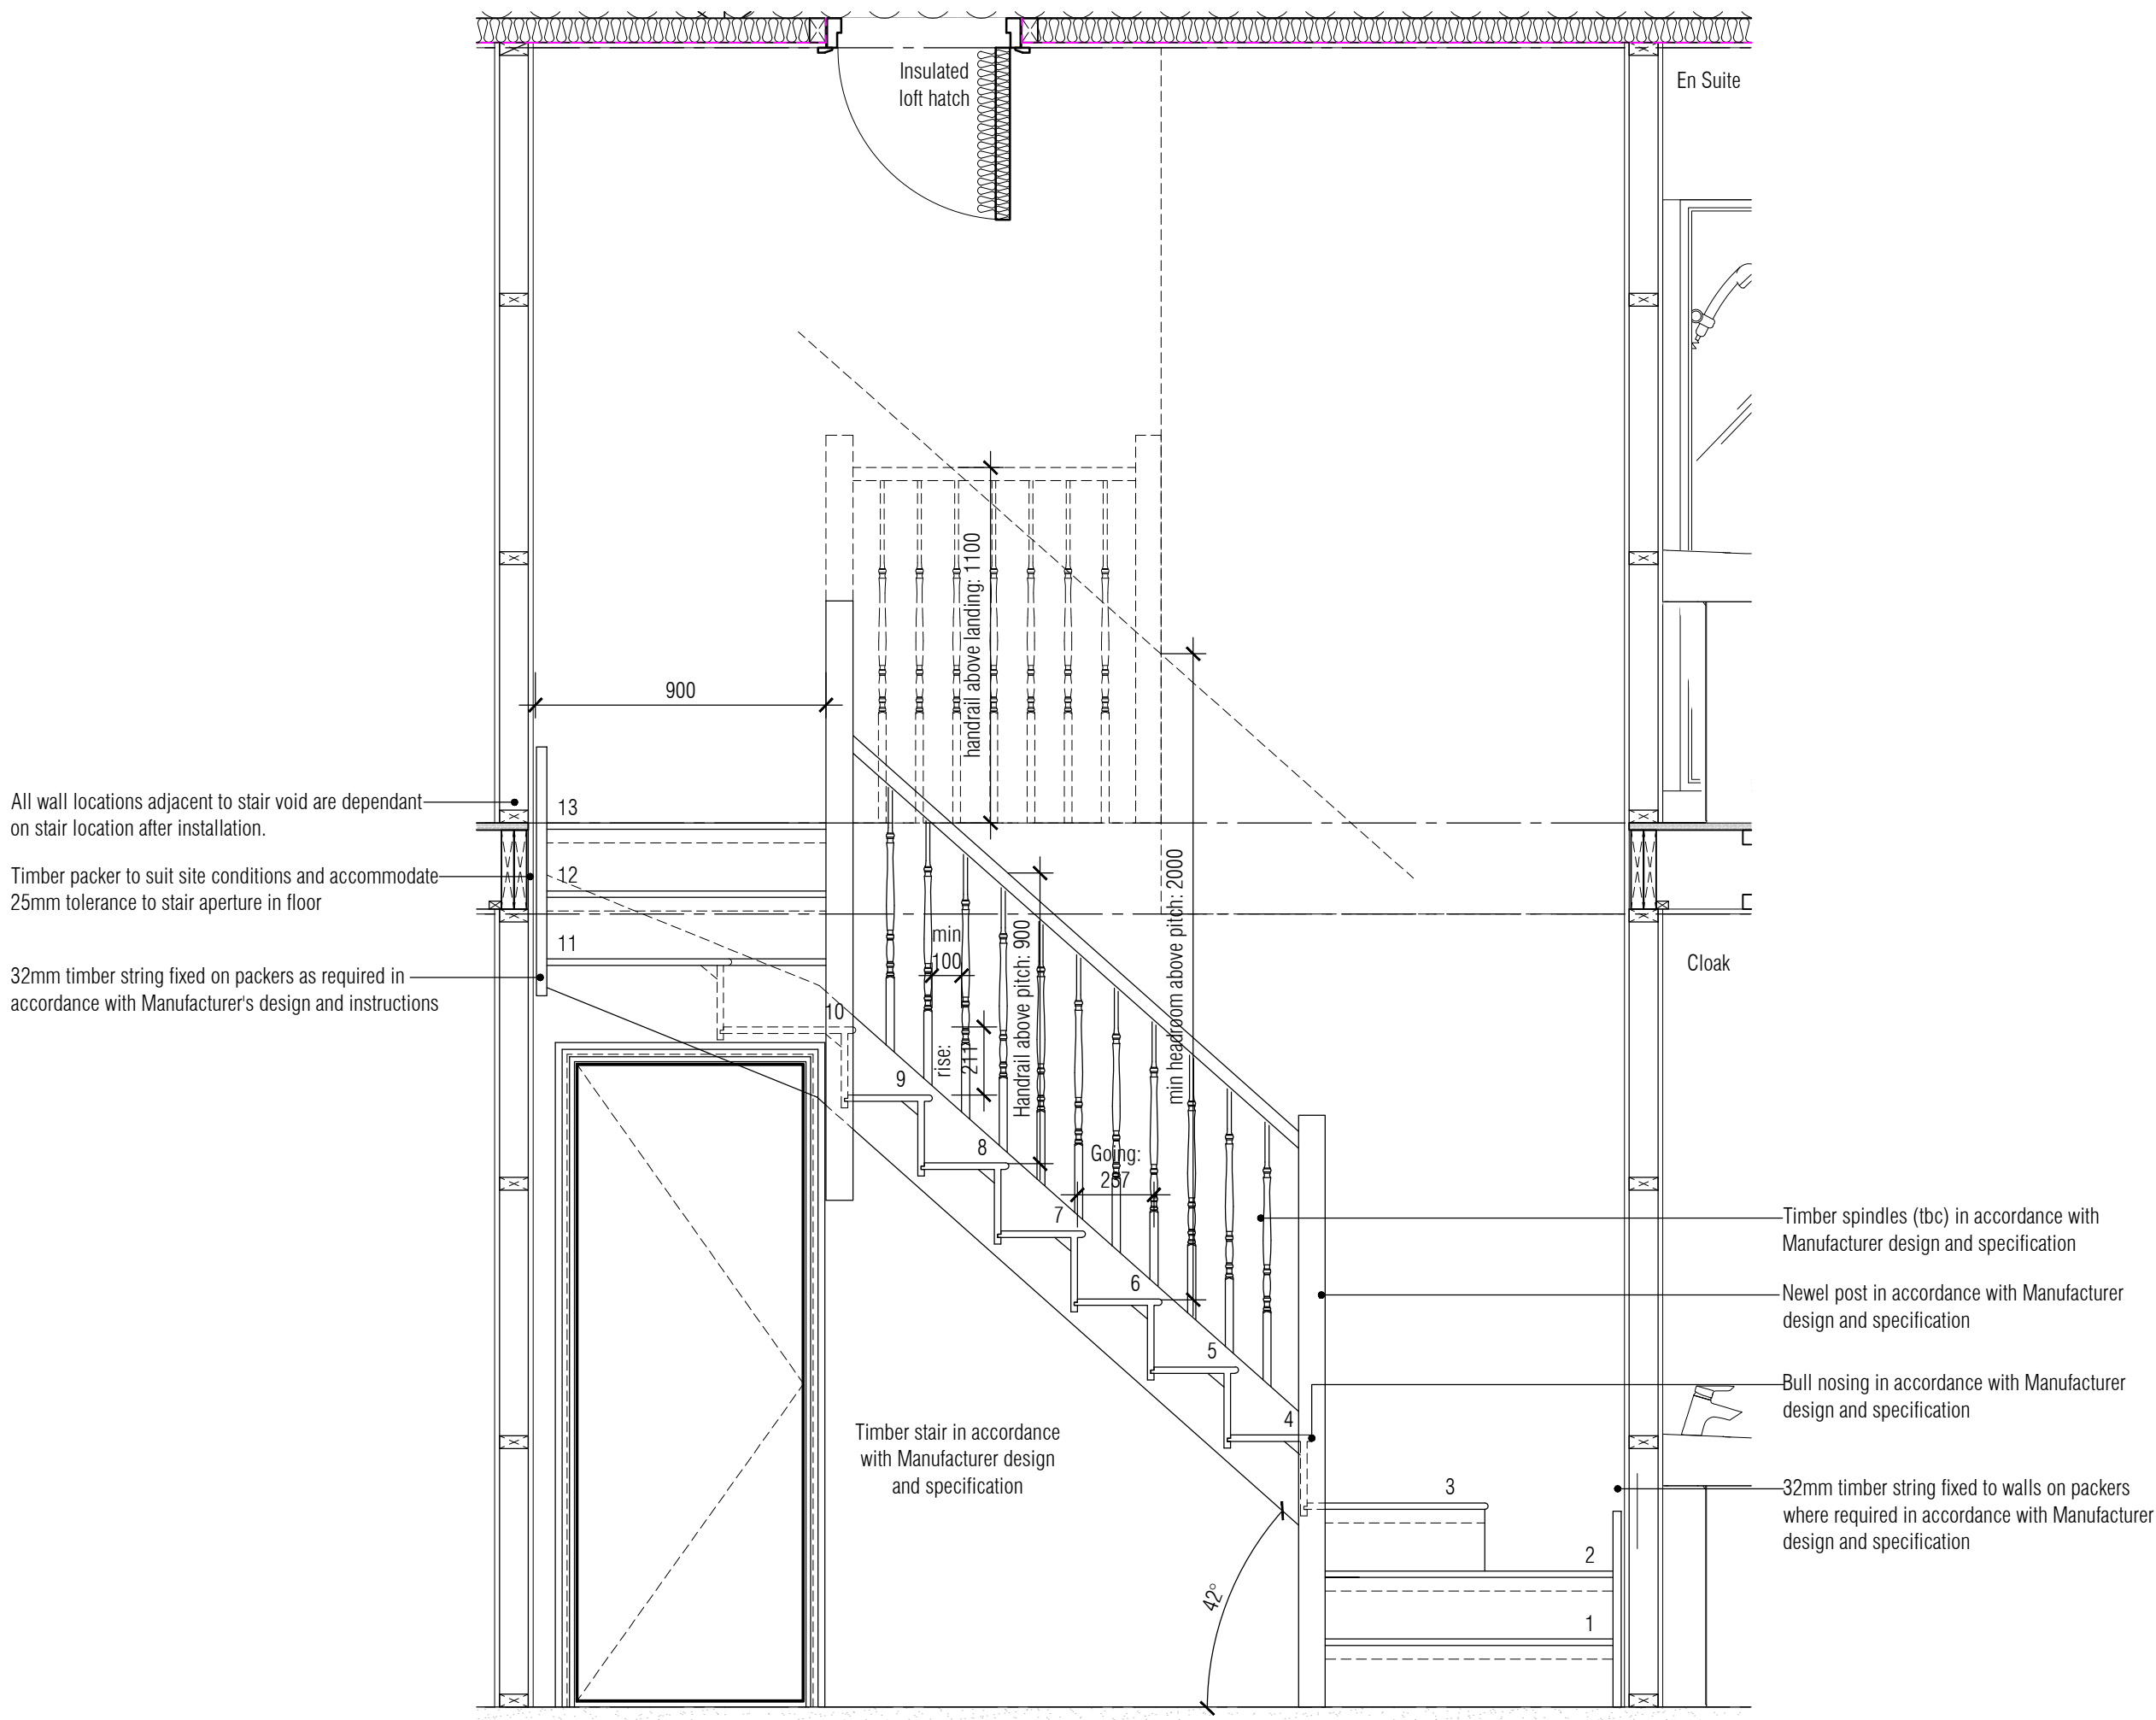 Insulated
loft hatch
En Suite
handrail above landing: 1100
900
All wall locations adjacent to stair void are dependant
on stair location after installation.
Timber packer to suit site conditions and accommodate
25mm tolerance to stair aperture in floor
32mm timber string fixed on packers as required in
accordance with Manufacturer's design and instructions
13
12
11
10
9
8
7
6
5
4
3
2
1
min
100
rise:
211
Handrail above pitch: 900
min headroom above pitch: 2000
Going:
237
Cloak
Timber spindles (tbc) in accordance with
Manufacturer design and specification
Newel post in accordance with Manufacturer
design and specification
Bull nosing in accordance with Manufacturer
design and specification
32mm timber string fixed to walls on packers
where required in accordance with Manufacturer
design and specification
Timber stair in accordance
with Manufacturer design
and specification
42°